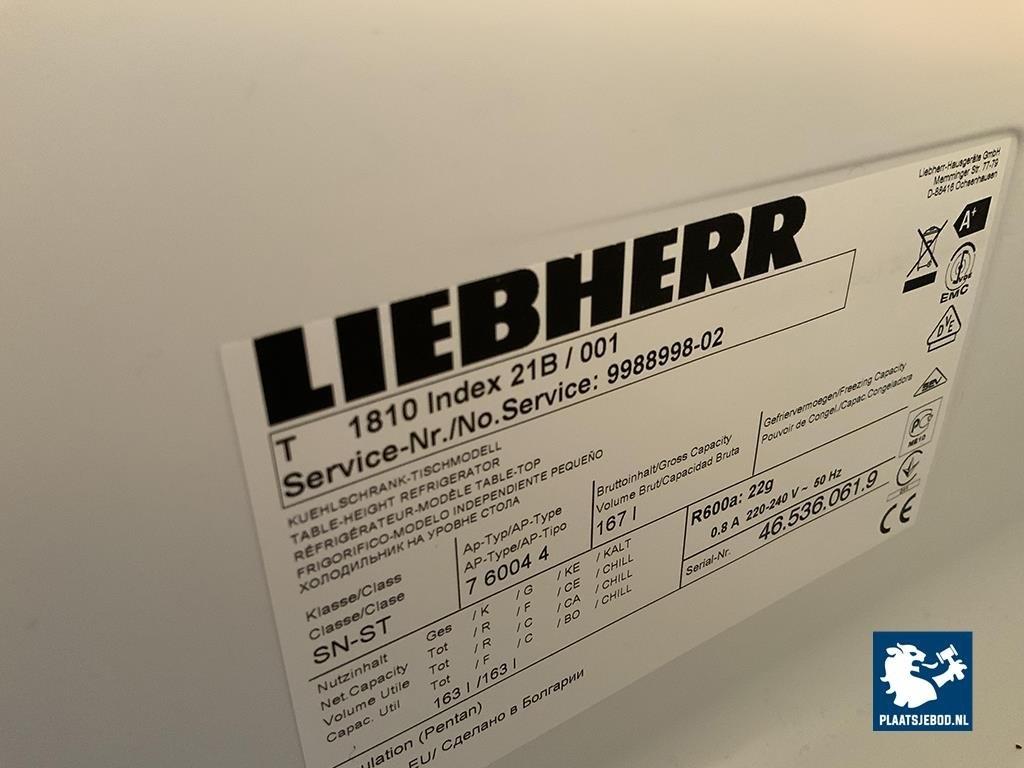 Liebherr-Hausgeräte GmbH
Memminger Str. 77-79
D-88416 Ochsenhausen
LIEBHERR
A+
T 1810 Index 21B / 001
Service-Nr./No.Service: 9988998-02
EMC
KUEHLSCHRANK-TISCHMODELL
TABLE-HEIGHT REFRIGERATOR
RÉFRIGÉRATEUR-MODÈLE TABLE-TOP
FRIGORIFICO-MODELO INDEPENDIENTE PEQUEÑO
ХОЛОДИЛЬНИК НА УРОВНЕ СТОЛА
Klasse/Class
Classe/Clase
SN-ST
Ap-Typ/AP-Type
AP-Type/AP-Tipo
7 6004 4
Bruttoinhalt/Gross Capacity
Volume Brut/Capacidad Bruta
167 l
Gefriervermoegen/Freezing Capacity
Pouvoir de Congel./Capac.Congeladora
R600a: 22g
0.8 A 220-240 V ~ 50 Hz
Serial-Nr. 46.536.061.9
Nutzinhalt Ges /K /G /KE /KALT
Net.Capacity Tot /R /F /CE /CHILL
Volume Utile Tot /R /C /CA /CHILL
Capac. Util Tot /F /C /BO /CHILL
163 l /163 l
ulation (Pentan)
EU/ Сделано в Болгарии
CE
PLAATSJEBOD.NL